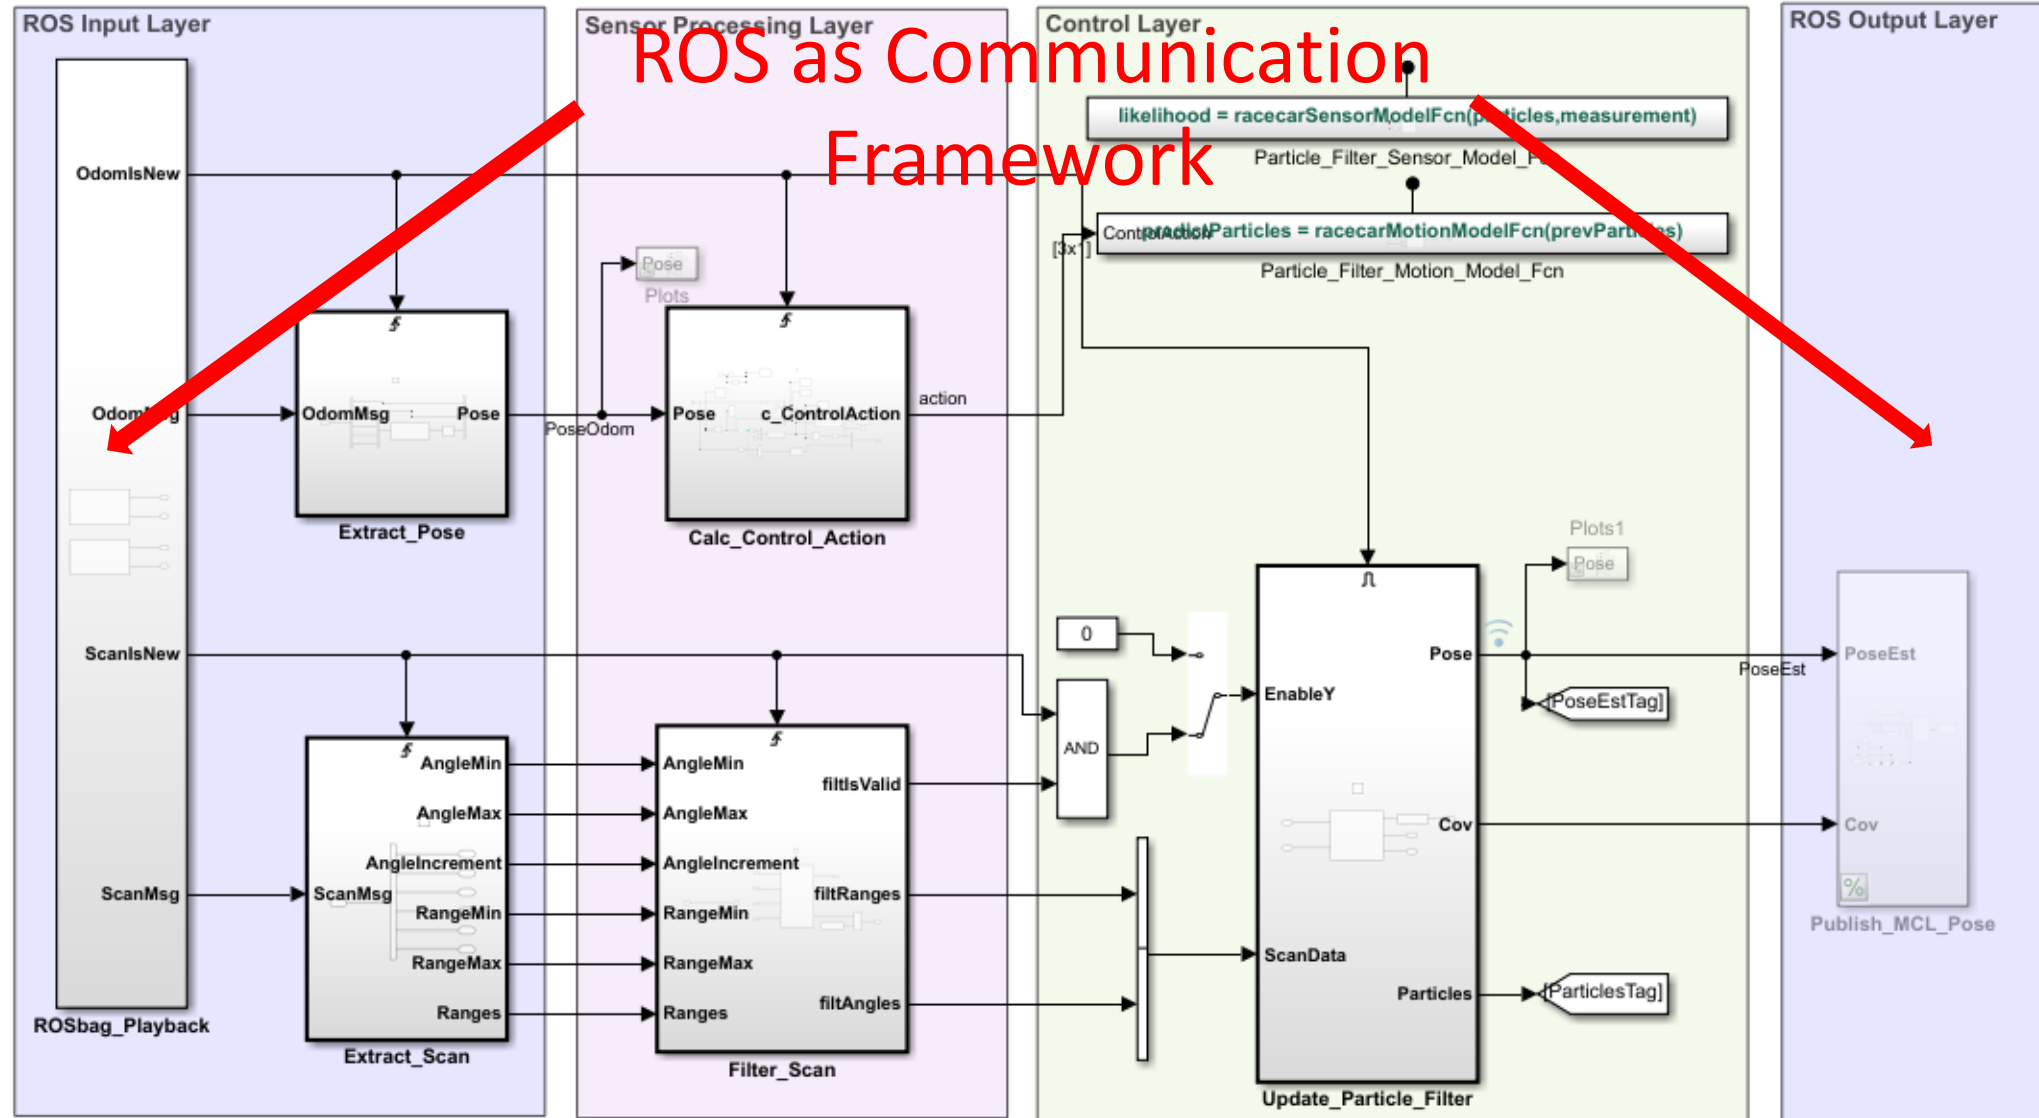 ROS Input Layer
Sensor Processing Layer
Control Layer
ROS Output Layer
ROS as Communication
Framework
likelihood = racecarSensorModelFcn(particles,measurement)
Particle_Filter_Sensor_Model_F
ControlAction
predictParticles = racecarMotionModelFcn(prevParticles)
[3x1]
Particle_Filter_Motion_Model_Fcn
OdomIsNew
OdomMsg
ScanIsNew
ScanMsg
ROSbag_Playback
OdomMsg
Pose
Extract_Pose
PoseOdom
Pose
Plots
Pose
c_ControlAction
Calc_Control_Action
action
ScanMsg
AngleMin
AngleMax
AngleIncrement
RangeMin
RangeMax
Ranges
Extract_Scan
AngleMin
AngleMax
AngleIncrement
RangeMin
RangeMax
Ranges
filtIsValid
filtRanges
filtAngles
Filter_Scan
0
AND
EnableY
ScanData
Pose
Cov
Particles
Update_Particle_Filter
Plots1
Pose
[PoseEstTag]
[ParticlesTag]
PoseEst
PoseEst
Cov
%
Publish_MCL_Pose